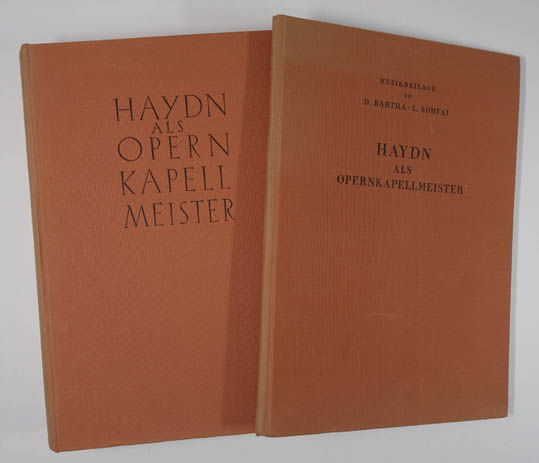 HAYDN
ALS
OPERN
KAPELL
MEISTER
MUSIKBEILAGE
ZU
D. BARTHA–L. SOMFAI
HAYDN
ALS
OPERNKAPELLMEISTER